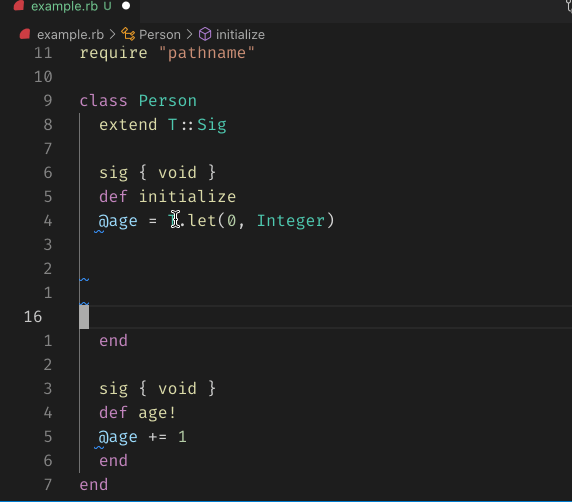 example.rb U
example.rb > Person > initialize
11 require "pathname"
10
9 class Person
8 extend T::Sig
7
6 sig { void }
5 def initialize
4 @age = T.let(0, Integer)
3
2
1
16
1 end
2
3 sig { void }
4 def age!
5 @age += 1
6 end
7 end